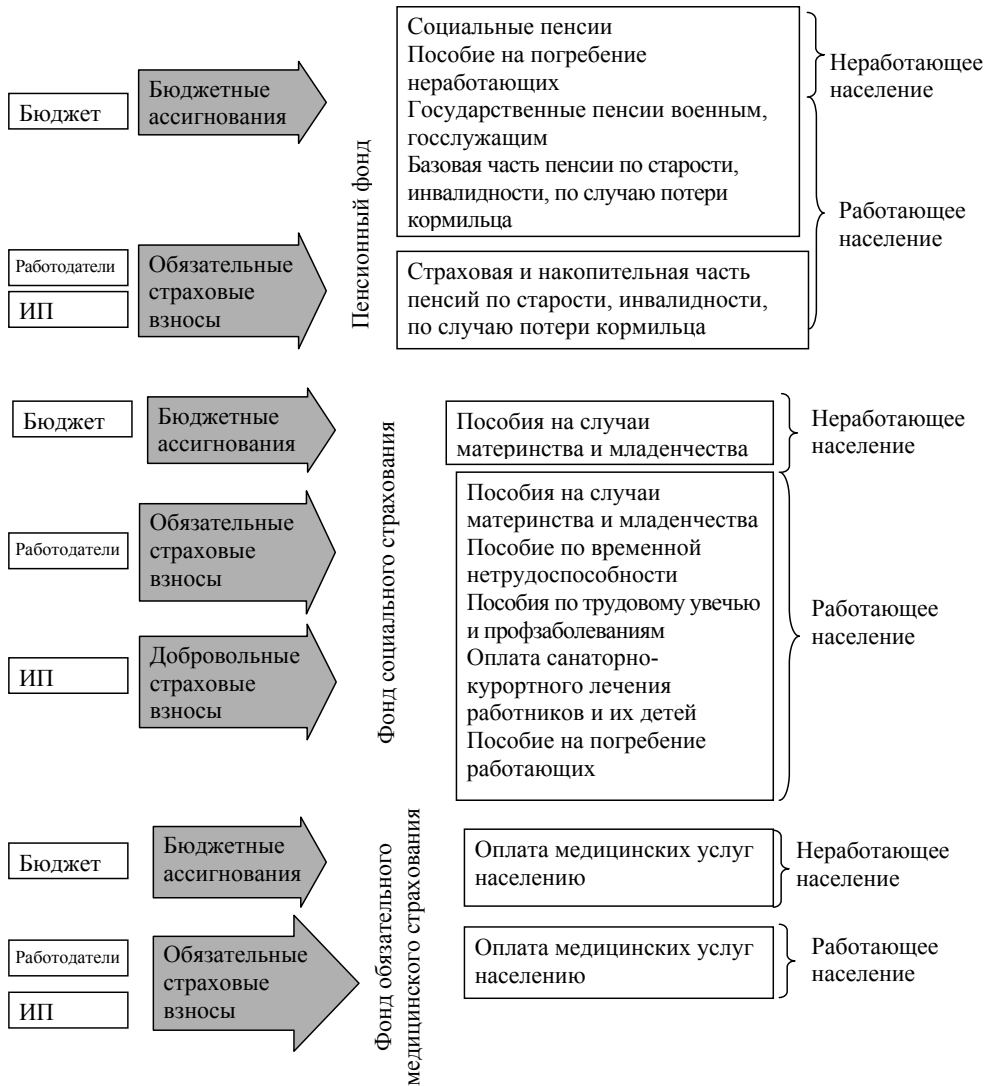 Бюджет
Бюджетные
ассигнования
Работодатели
ИП
Обязательные
страховые
взносы
Пенсионный фонд
Социальные пенсии
Пособие на погребение
неработающих
Государственные пенсии военным,
госслужащим
Базовая часть пенсии по старости,
инвалидности, по случаю потери
кормильца
Страховая и накопительная часть
пенсий по старости, инвалидности,
по случаю потери кормильца
Неработающее
население
Работающее
население
Бюджет
Бюджетные
ассигнования
Работодатели
Обязательные
страховые
взносы
ИП
Добровольные
страховые
взносы
Фонд социального страхования
Пособия на случаи
материнства и младенчества
Неработающее
население
Пособия на случаи
материнства и младенчества
Пособие по временной
нетрудоспособности
Пособия по трудовому увечью
и профзаболеваниям
Оплата санаторно-
курортного лечения
работников и их детей
Пособие на погребение
работающих
Работающее
население
Бюджет
Бюджетные
ассигнования
Работодатели
ИП
Обязательные
страховые
взносы
Фонд обязательного
медицинского страхования
Оплата медицинских услуг
населению
Неработающее
население
Оплата медицинских услуг
населению
Работающее
население